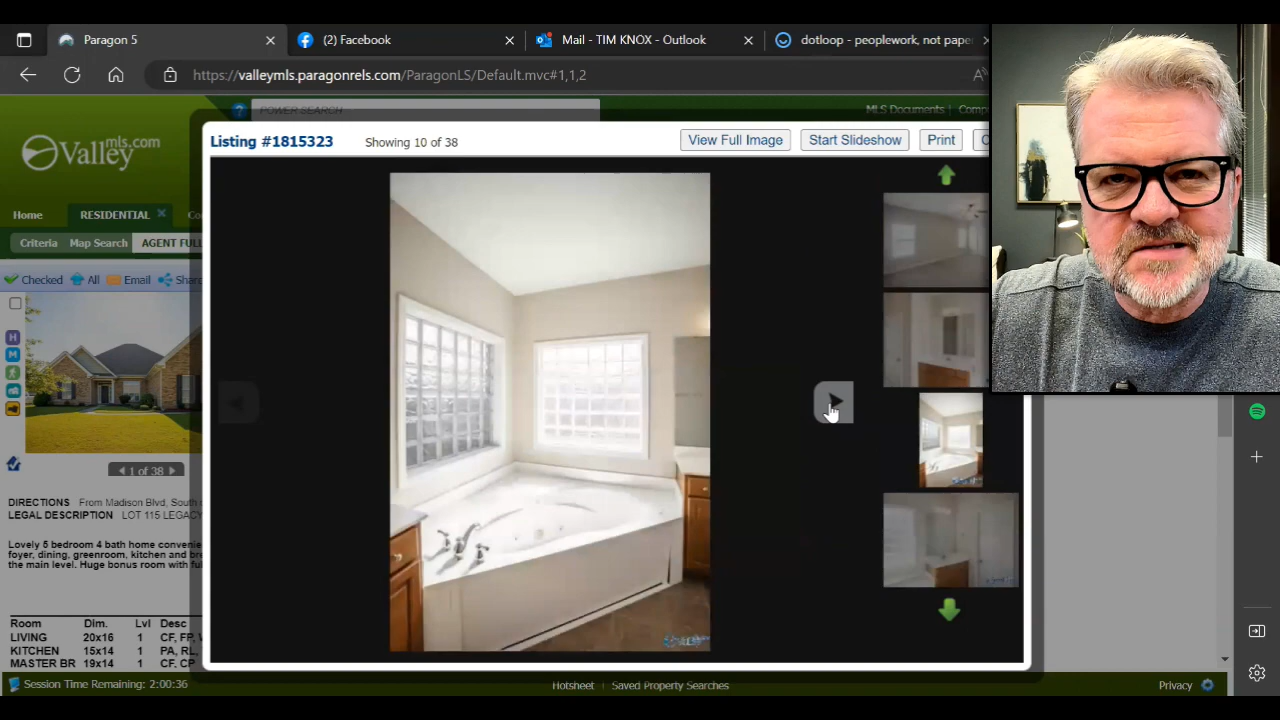 Paragon 5
(2) Facebook
Mail - TIM KNOX - Outlook
dotloop - peoplework, not pape
https://valleymls.paragonrels.com/ParagonLS/Default.mvc#1,1,2
POWER SEARCH
MLS Documents
Comp
Valley mls.com
Listing #1815323
Showing 10 of 38
View Full Image
Start Slideshow
Print
Home
RESIDENTIAL
Co
Criteria
Map Search
AGENT FULL
Checked
All
Email
Share
H
M
1 of 38
DIRECTIONS From Madison Blvd, South
LEGAL DESCRIPTION LOT 115 LEGACY
Lovely 5 bedroom 4 bath home convenie
foyer, dining, greenroom, kitchen and bre
the main level. Huge bonus room with ful
Room Dim. Lvl Desc
LIVING 20x16 1 CF, FP, V
KITCHEN 15x14 1 PA, RL,
MASTER BR 19x14 1 CF, CP
Session Time Remaining: 2:00:36
Hotsheet
Saved Property Searches
Privacy